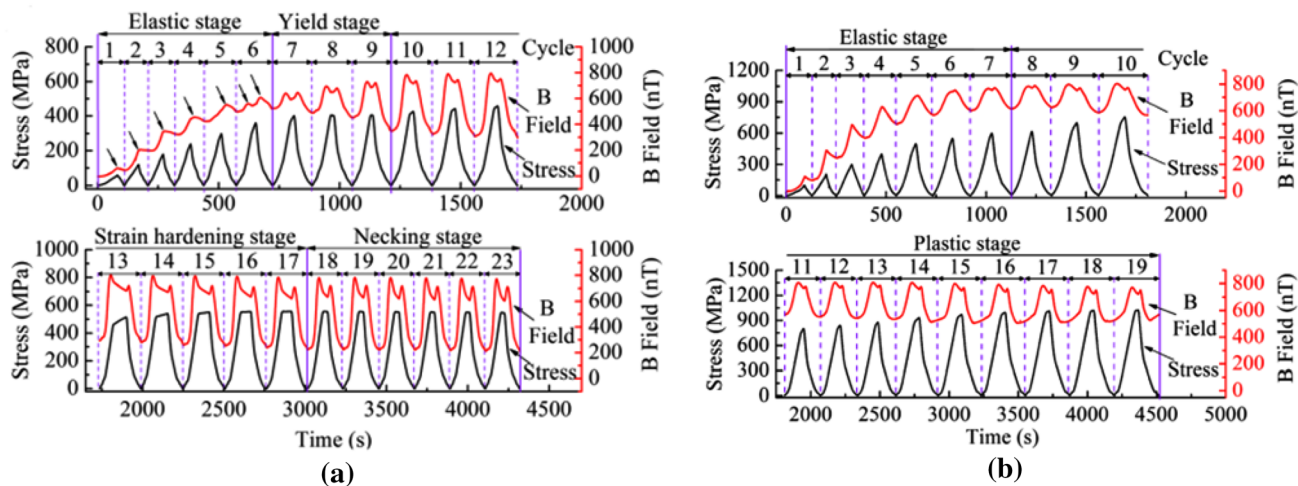 Elastic stage Yield stage
1 2 3 4 5 6 7 8 9 10 11 12 Cycle
800 600 400 200 0
Stress (MPa)
B
Field
Stress
1000 800 600 400 200 0
B Field (nT)
0 500 1000 1500 2000
Strain hardening stage Necking stage
13 14 15 16 17 18 19 20 21 22 23
1000 800 600 400 200 0
Stress (MPa)
B
Field
Stress
1000 800 600 400 200 0
B Field (nT)
2000 2500 3000 3500 4000 4500
Time (s)
(a)
Elastic stage
1 2 3 4 5 6 7 8 9 10 Cycle
1200 900 600 300 0
Stress (MPa)
B
Field
Stress
800 600 400 200 0
B Field (nT)
0 500 1000 1500 2000
Plastic stage
11 12 13 14 15 16 17 18 19
1500 1200 900 600 300 0
Stress (MPa)
B
Field
Stress
800 600 400 200 0
B Field (nT)
2000 2500 3000 3500 4000 4500 5000
Time (s)
(b)